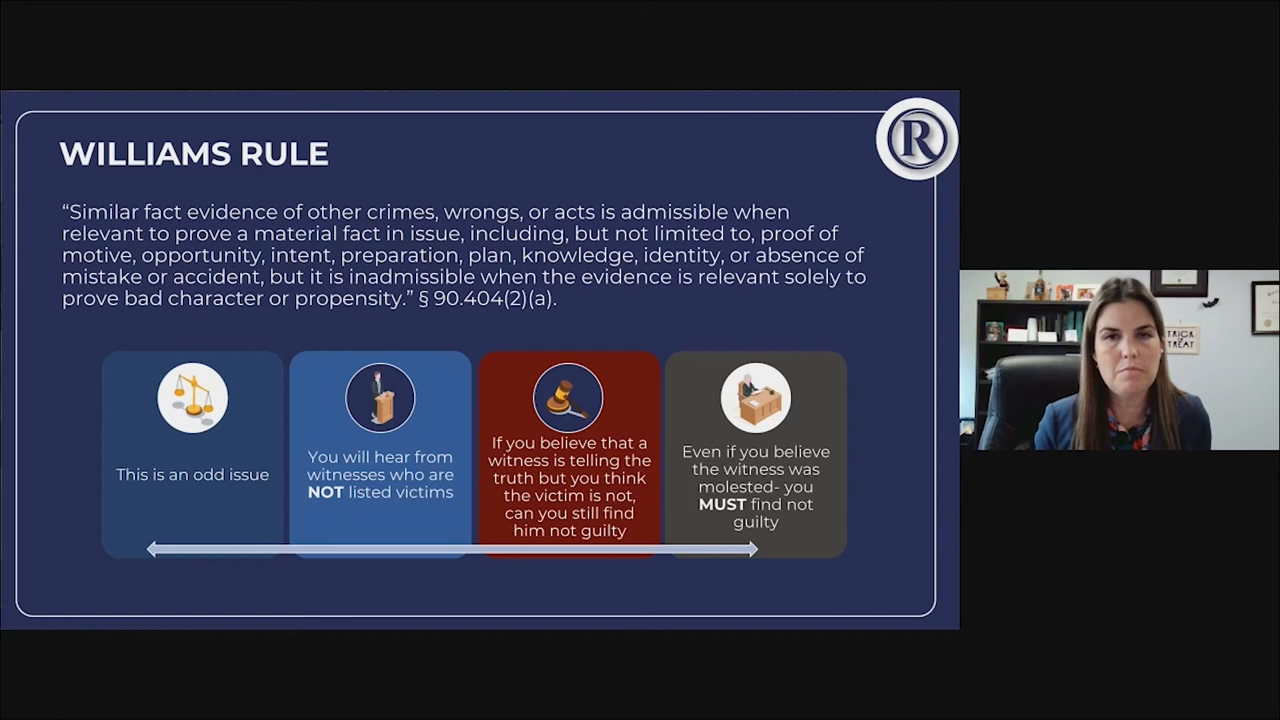 R
WILLIAMS RULE
“Similar fact evidence of other crimes, wrongs, or acts is admissible when
relevant to prove a material fact in issue, including, but not limited to, proof of
motive, opportunity, intent, preparation, plan, knowledge, identity, or absence of
mistake or accident, but it is inadmissible when the evidence is relevant solely to
prove bad character or propensity.” § 90.404(2)(a).
This is an odd issue
You will hear from
witnesses who are
NOT listed victims
If you believe that a
witness is telling the
truth but you think
the victim is not,
can you still find
him not guilty
Even if you believe
the witness was
molested- you
MUST find not
guilty
TRICK
TREAT